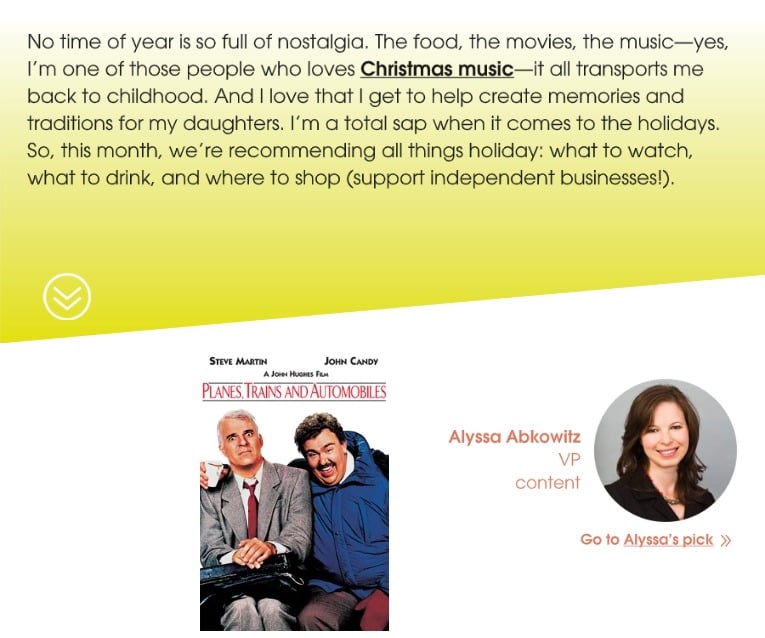 No time of year is so full of nostalgia. The food, the movies, the music—yes,
I’m one of those people who loves Christmas music—it all transports me
back to childhood. And I love that I get to help create memories and
traditions for my daughters. I’m a total sap when it comes to the holidays.
So, this month, we’re recommending all things holiday: what to watch,
what to drink, and where to shop (support independent businesses!).
STEVE MARTIN JOHN CANDY
A JOHN HUGHES FILM
PLANES, TRAINS AND AUTOMOBILES
Alyssa Abkowitz
VP
content
Go to Alyssa’s pick »